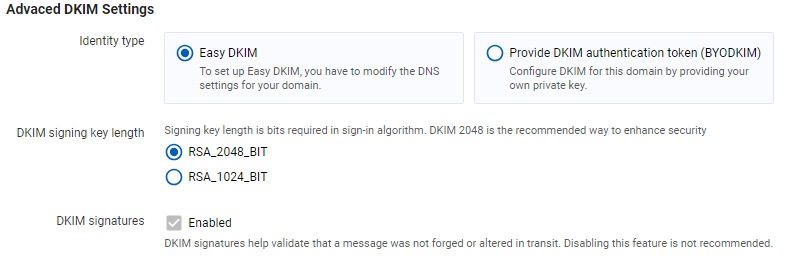 Advaced DKIM Settings
Identity type
Easy DKIM
To set up Easy DKIM, you have to modify the DNS
settings for your domain.
Provide DKIM authentication token (BYODKIM)
Configure DKIM for this domain by providing your
own private key.
DKIM signing key length
Signing key length is bits required in sign-in algorithm. DKIM 2048 is the recommended way to enhance security
RSA_2048_BIT
RSA_1024_BIT
DKIM signatures
Enabled
DKIM signatures help validate that a message was not forged or altered in transit. Disabling this feature is not recommended.